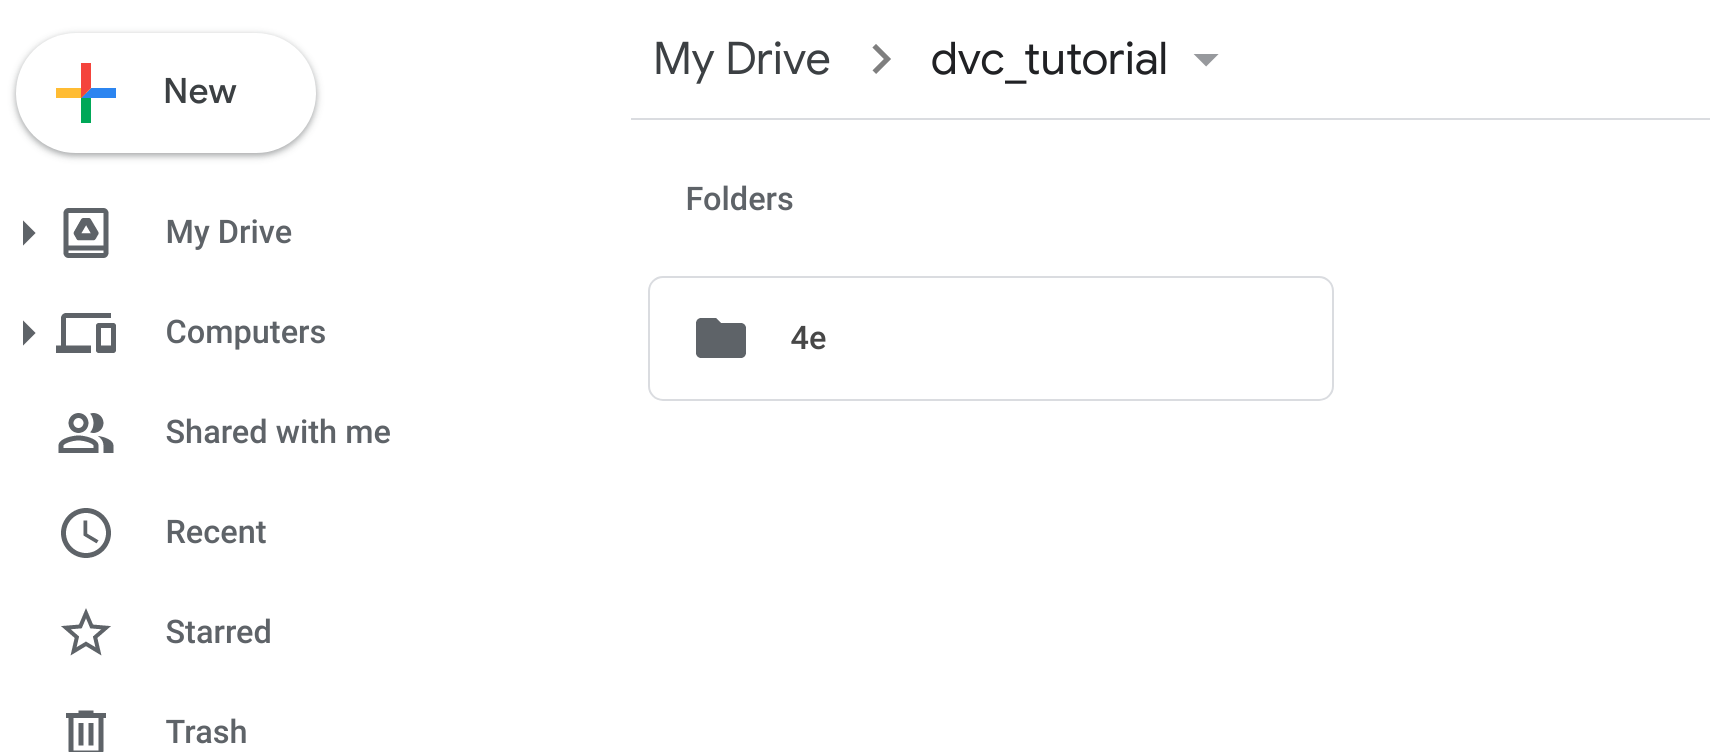 New
My Drive
Computers
Shared with me
Recent
Starred
Trash
My Drive > dvc_tutorial
Folders
4e